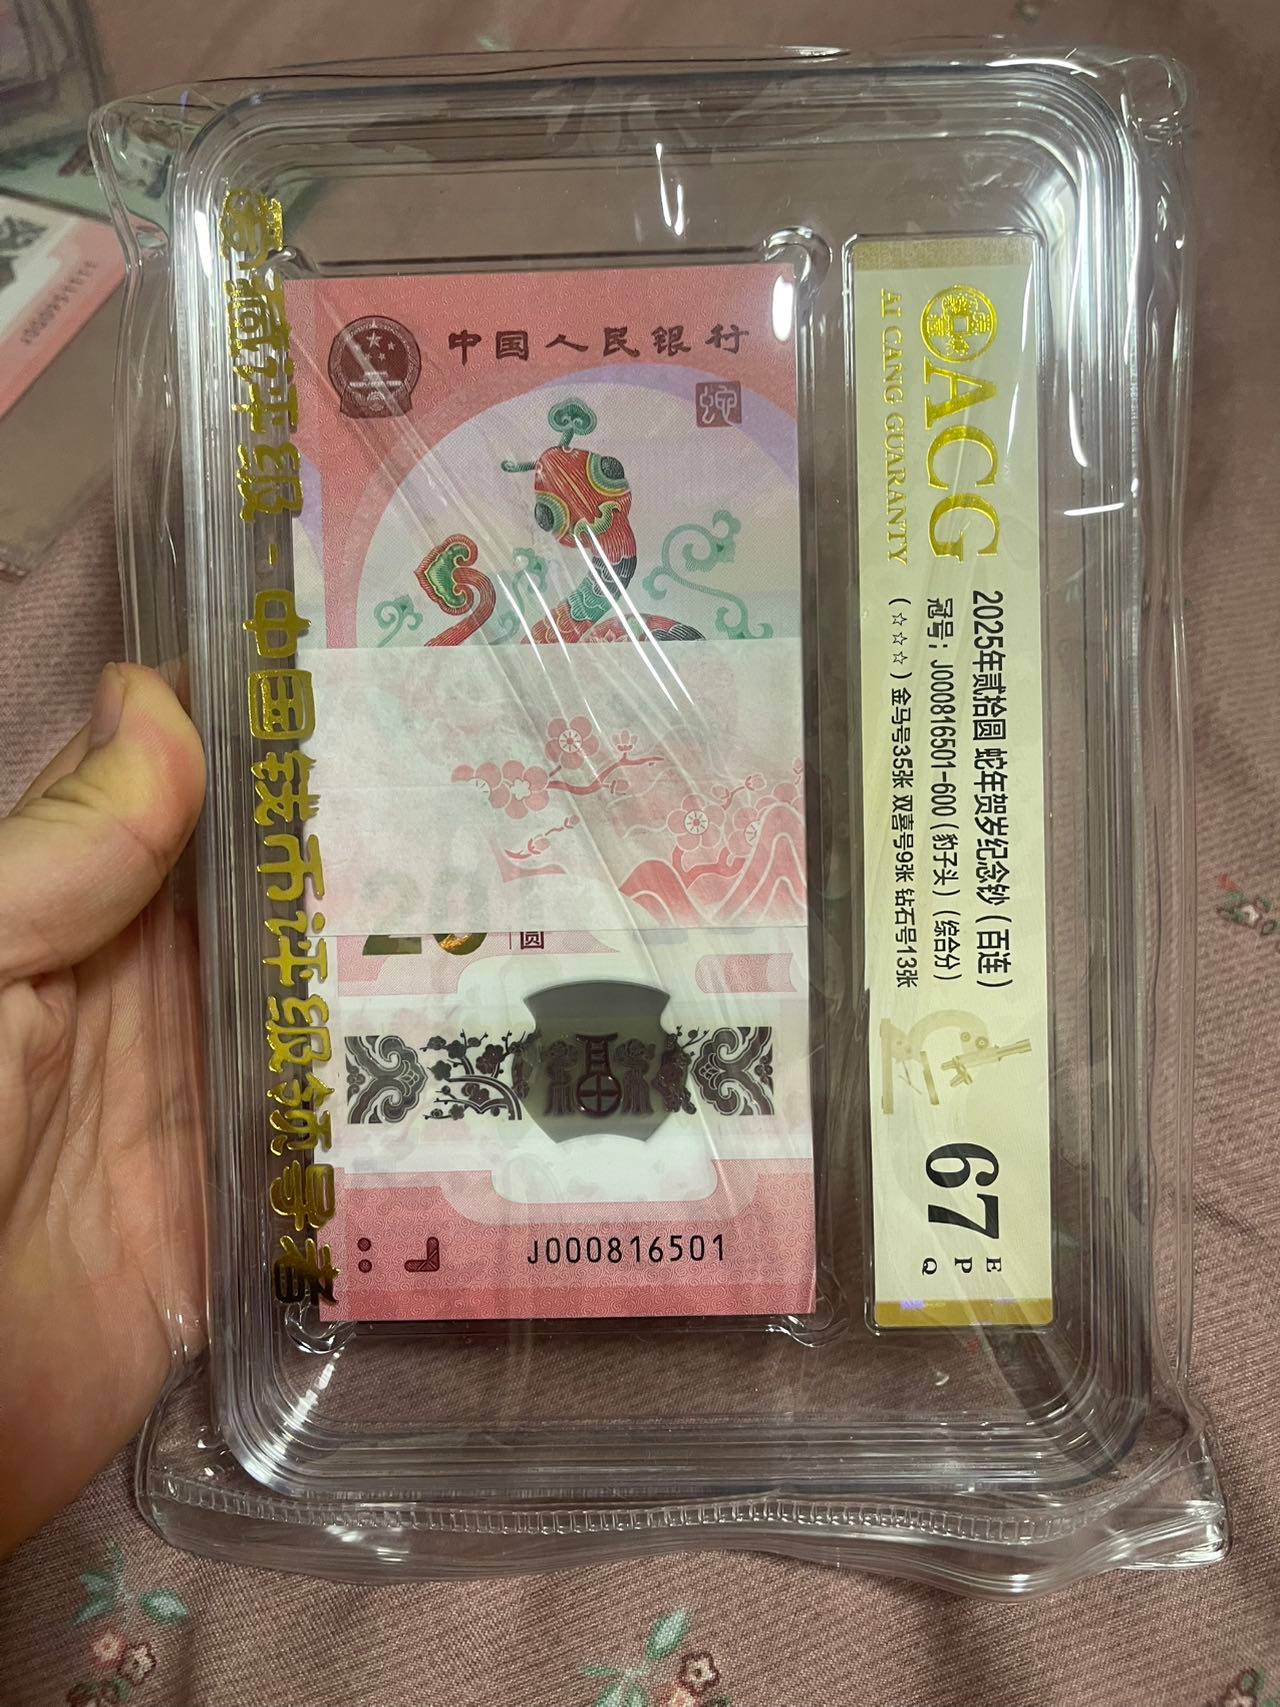 爱藏评级-中国钱币评级领导者
中国人民银行
20
圆
J000816501
ACG
AI CANG GUARANTY
2025年贰拾圆 蛇年贺岁纪念钞(百连)
冠号:J000816501-600(豹子头)(综合分)
(☆☆☆)金马号35张 双喜号9张 钻石号13张
67
E
P
Q